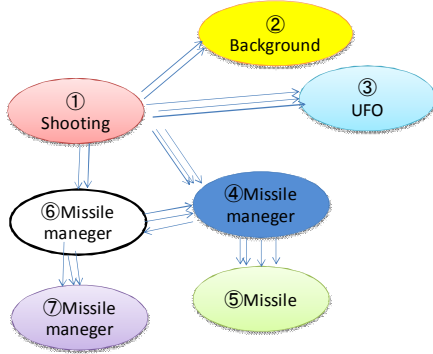 ②
Background
①
Shooting
③
UFO
④Missile
maneger
⑥Missile
maneger
⑤Missile
⑦Missile
maneger